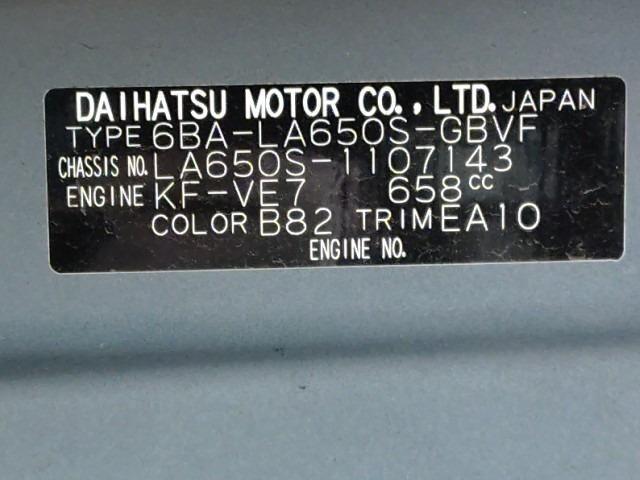 DAIHATSU MOTOR CO., LTD. JAPAN
TYPE 6BA-LA650S-GBVF
CHASSIS NO. LA650S-1107143
ENGINE KF-VE7 658cc
COLOR B82 TRIM EA10
ENGINE NO.